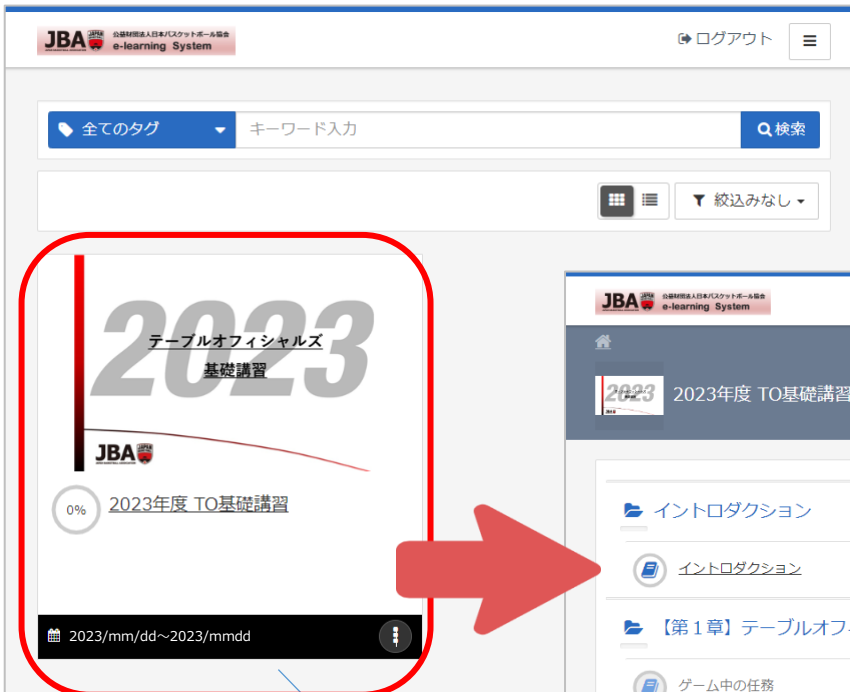 JBA 公益財団法人日本バスケットボール協会
e-learning System
ログアウト
全てのタグ
キーワード入力
検索
絞込みなし
2023
テーブルオフィシャルズ
基礎講習
JBA
0%
2023年度 TO基礎講習
2023/mm/dd～2023/mmdd
JBA 公益財団法人日本バスケットボール協会
e-learning System
2023
2023年度 TO基礎講習
イントロダクション
イントロダクション
【第１章】テーブルオフ
ゲーム中の任務